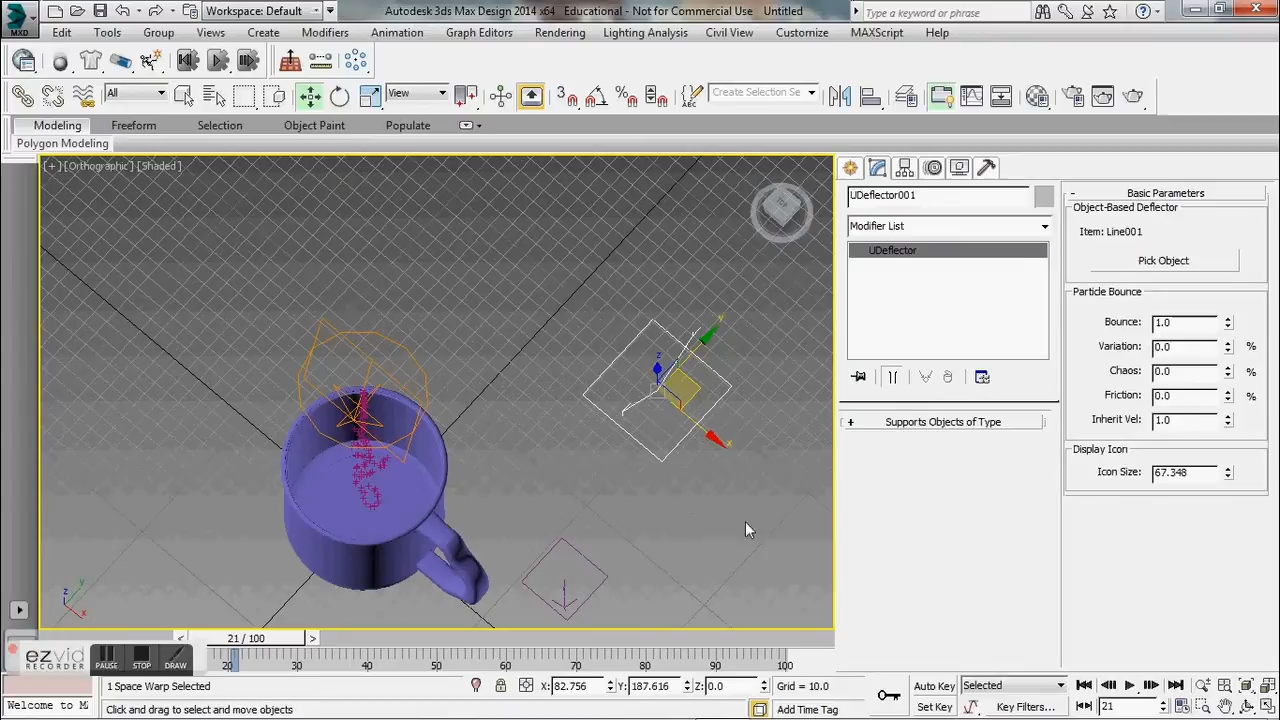 MXD
Workspace: Default
Autodesk 3ds Max Design 2014 x64
Educational - Not for Commercial Use
Untitled
Type a keyword or phrase
Edit Tools Group Views Create Modifiers Animation Graph Editors Rendering Lighting Analysis Civil View Customize MAXScript Help
All
View
3
Create Selection Se
Modeling Freeform Selection Object Paint Populate
Polygon Modeling
[+][Orthographic][Shaded]
TOP
UDeflector001
Modifier List
UDeflector
+ Supports Objects of Type
- Basic Parameters
Object-Based Deflector
Item: Line001
Pick Object
Particle Bounce
Bounce: 1.0
Variation: 0.0 %
Chaos: 0.0 %
Friction: 0.0 %
Inherit Vel: 1.0
Display Icon
Icon Size: 67.348
z
y
x
z
y
x
< 21 / 100 >
20 30 40 50 60 70 80 90 100
ezvid
RECORDER
PAUSE STOP DRAW
1 Space Warp Selected
X: 82.756 Y: 187.616 Z: 0.0
Grid = 10.0
Auto Key
Selected
Welcome to M
Click and drag to select and move objects
Add Time Tag
Set Key
Key Filters...
21